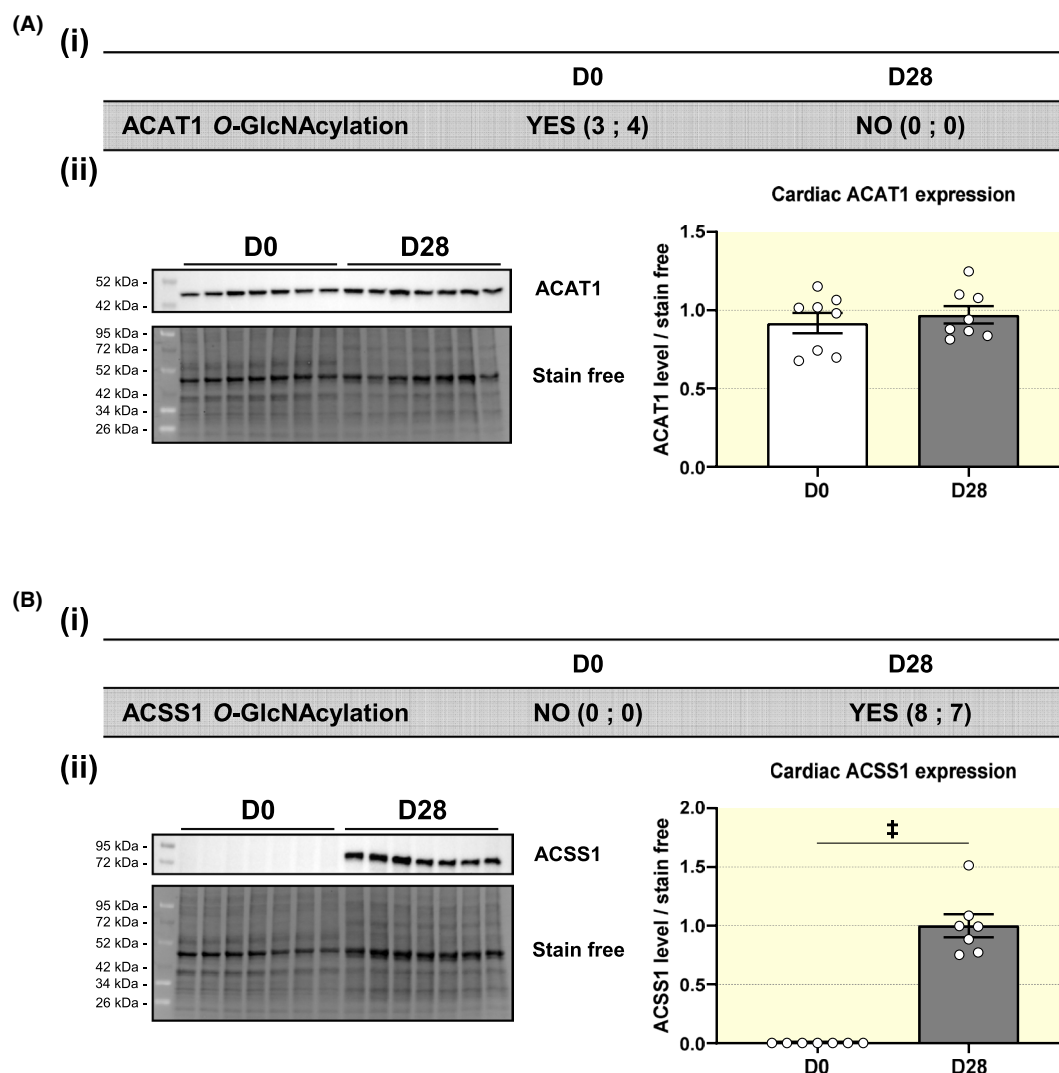 (A)
(i)
D0 D28
ACAT1 O-GlcNAcylation YES (3 ; 4) NO (0 ; 0)
(ii)
D0 D28
52 kDa -
42 kDa -
ACAT1
95 kDa -
72 kDa -
52 kDa -
42 kDa -
34 kDa -
26 kDa -
Stain free
Cardiac ACAT1 expression
ACAT1 level / stain free
1.5
1.0
0.5
0.0
D0 D28
(B)
(i)
D0 D28
ACSS1 O-GlcNAcylation NO (0 ; 0) YES (8 ; 7)
(ii)
D0 D28
95 kDa -
72 kDa -
ACSS1
95 kDa -
72 kDa -
52 kDa -
42 kDa -
34 kDa -
26 kDa -
Stain free
Cardiac ACSS1 expression
ACSS1 level / stain free
2.0
1.5
1.0
0.5
0.0
‡
D0 D28